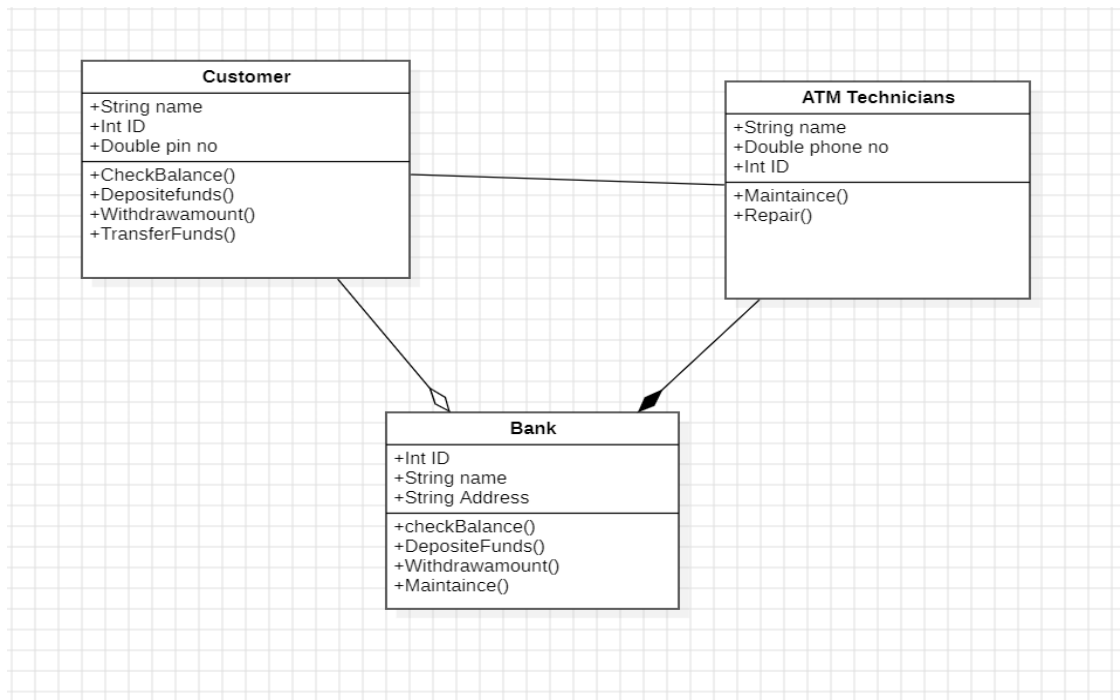 Customer
+String name
+Int ID
+Double pin no
+CheckBalance()
+Depositefunds()
+Withdrawamount()
+TransferFunds()
ATM Technicians
+String name
+Double phone no
+Int ID
+Maintaince()
+Repair()
Bank
+Int ID
+String name
+String Address
+checkBalance()
+DepositeFunds()
+Withdrawamount()
+Maintaince()